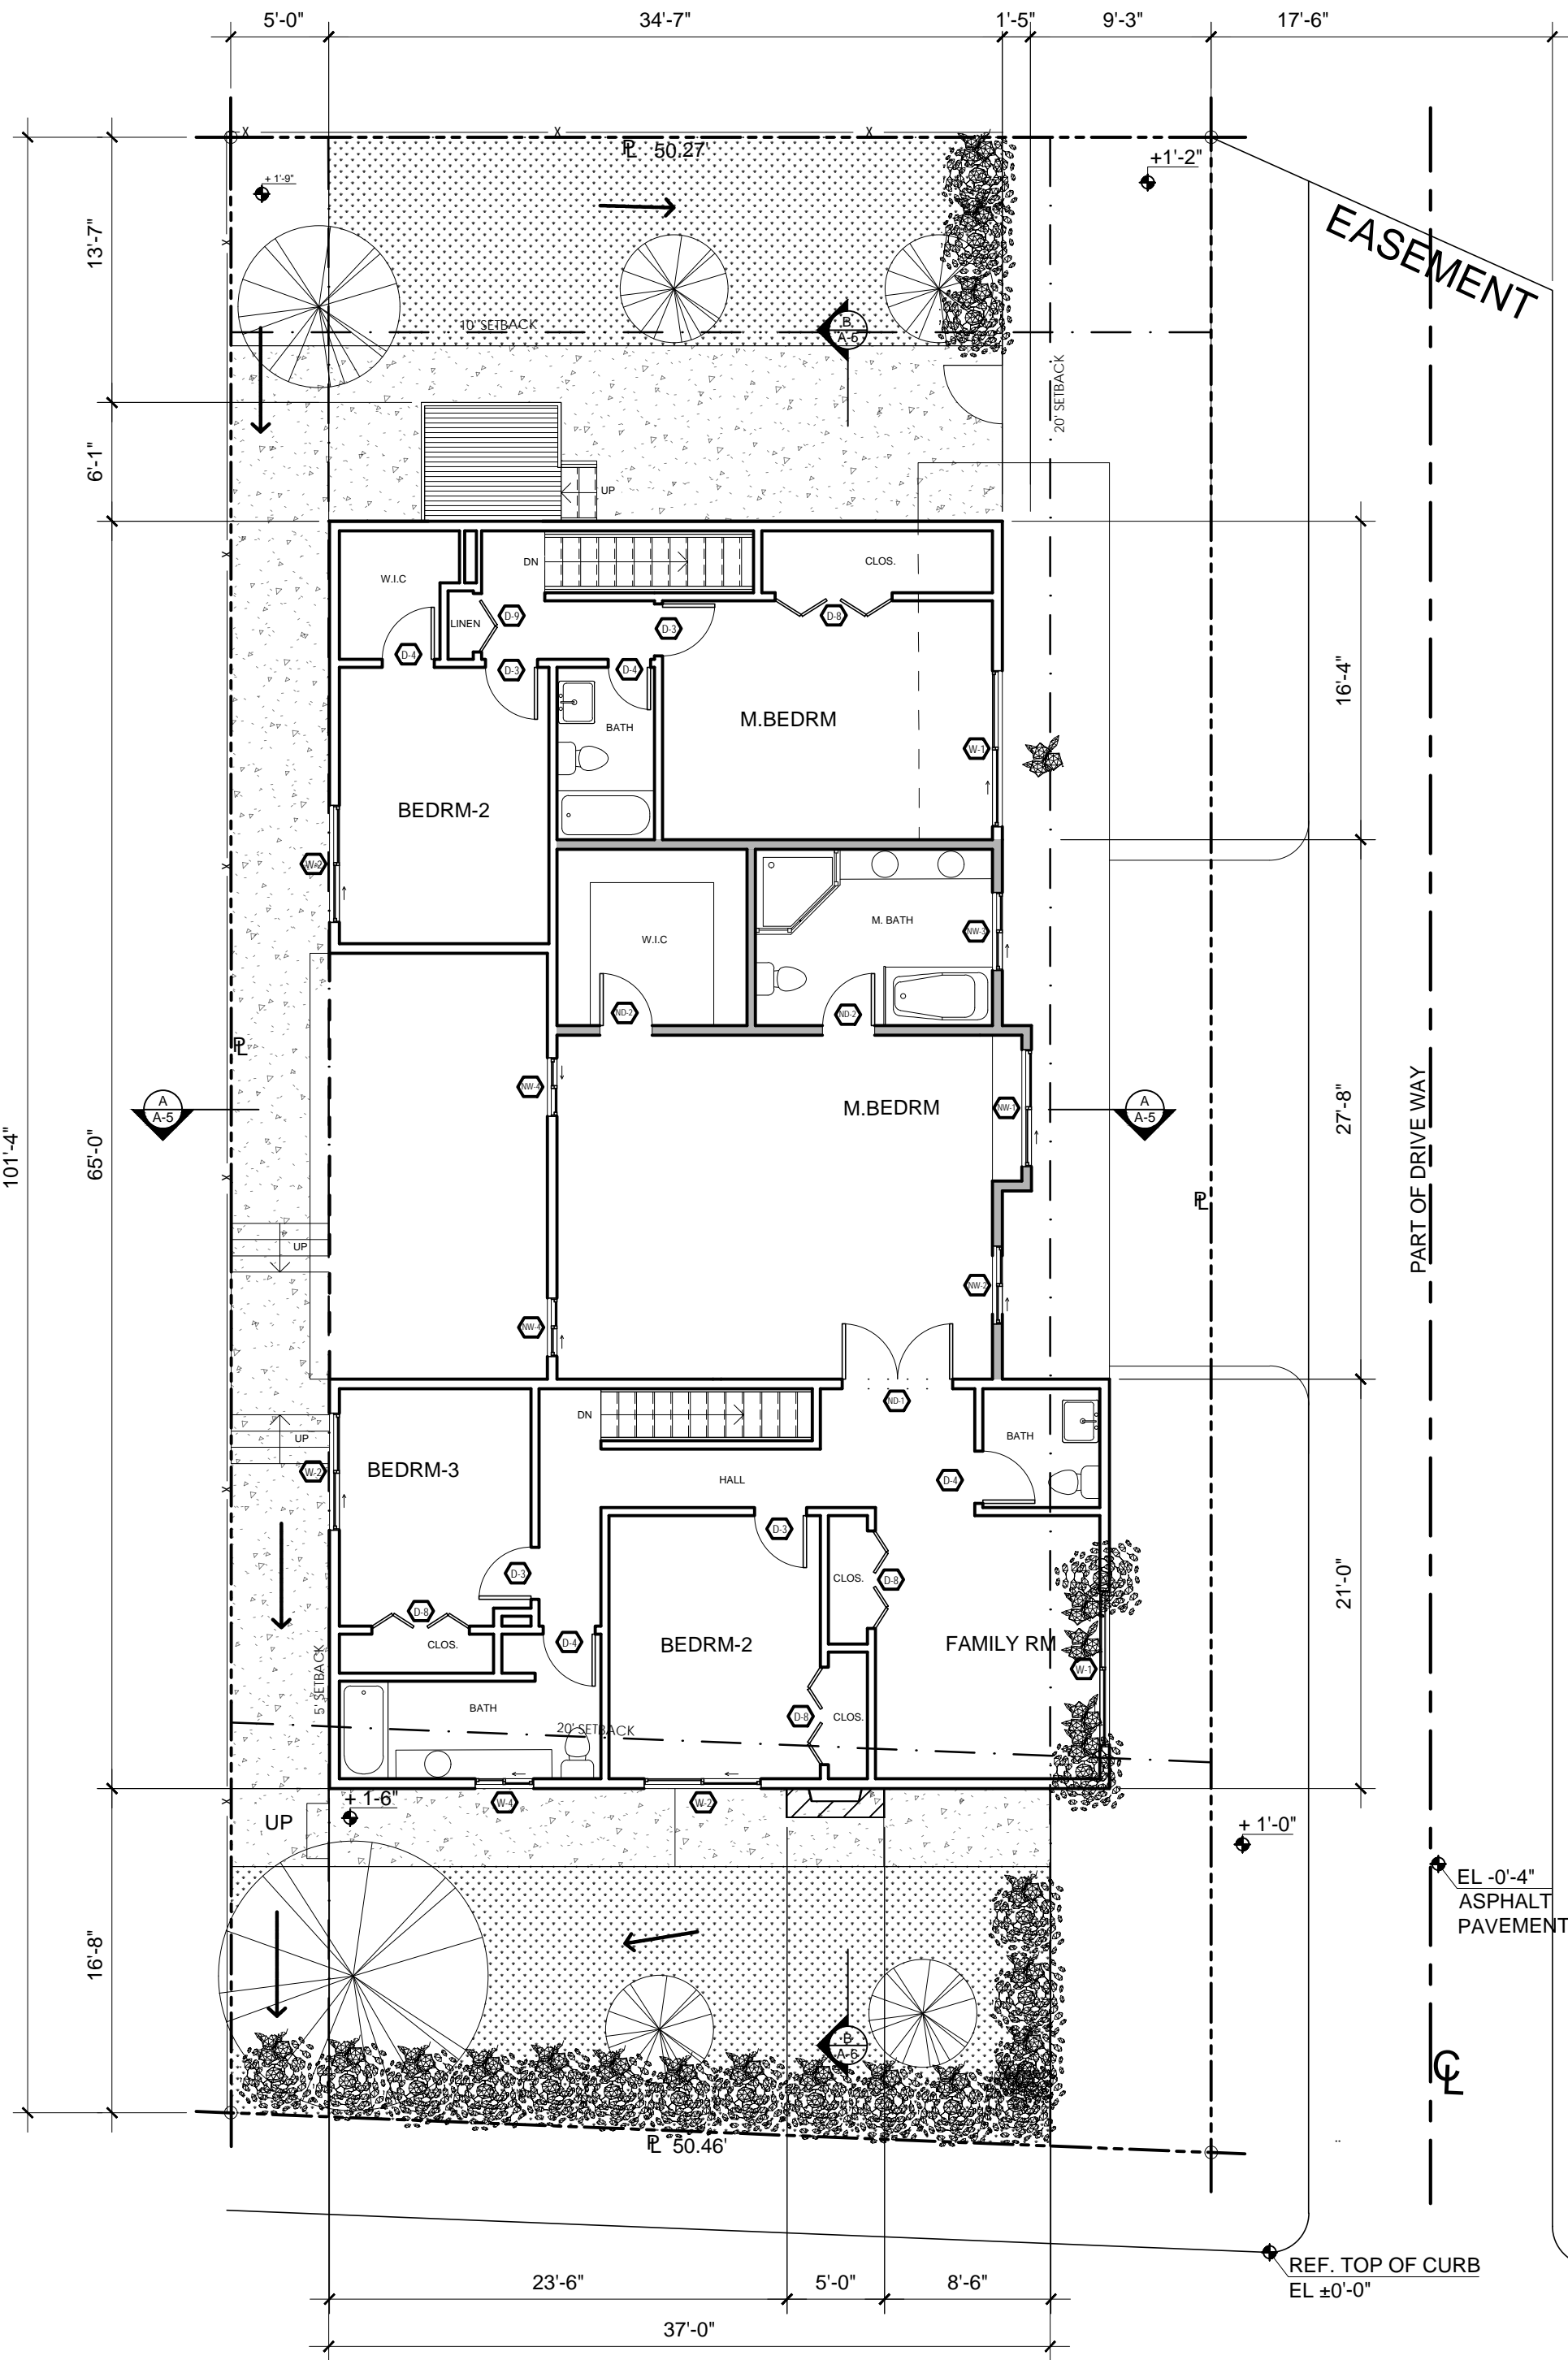 5'-0"
34'-7"
1'-5"
9'-3"
17'-6"
X
X
X
PL 50.27'
+ 1'-9"
+1'-2"
EASEMENT
13'-7"
X
10' SETBACK
B
A-6
20' SETBACK
6'-1"
UP
X
DN
CLOS.
W.I.C
LINEN
D-9
D-8
D-3
D-4
D-3
D-4
16'-4"
M.BEDRM
BATH
W-1
BEDRM-2
W-2
X
M. BATH
W.I.C
NW-3
ND-2
ND-2
PL
NW-4
M.BEDRM
NW-1
A
A-5
A
A-5
27'-8"
101'-4"
65'-0"
PART OF DRIVE WAY
X
PL
UP
NW-2
NW-4
ND-1
DN
UP
BATH
BEDRM-3
W-2
HALL
D-4
X
D-3
D-3
CLOS.
D-8
21'-0"
D-8
D-4
CLOS.
BEDRM-2
FAMILY RM
W-1
5' SETBACK
BATH
D-8
CLOS.
20' SETBACK
X
+ 1-6"
W-4
W-2
UP
+ 1'-0"
EL -0'-4"
ASPHALT
PAVEMENT
16'-8"
B
A-6
CL
PL 50.46'
REF. TOP OF CURB
EL ±0'-0"
23'-6"
5'-0"
8'-6"
37'-0"